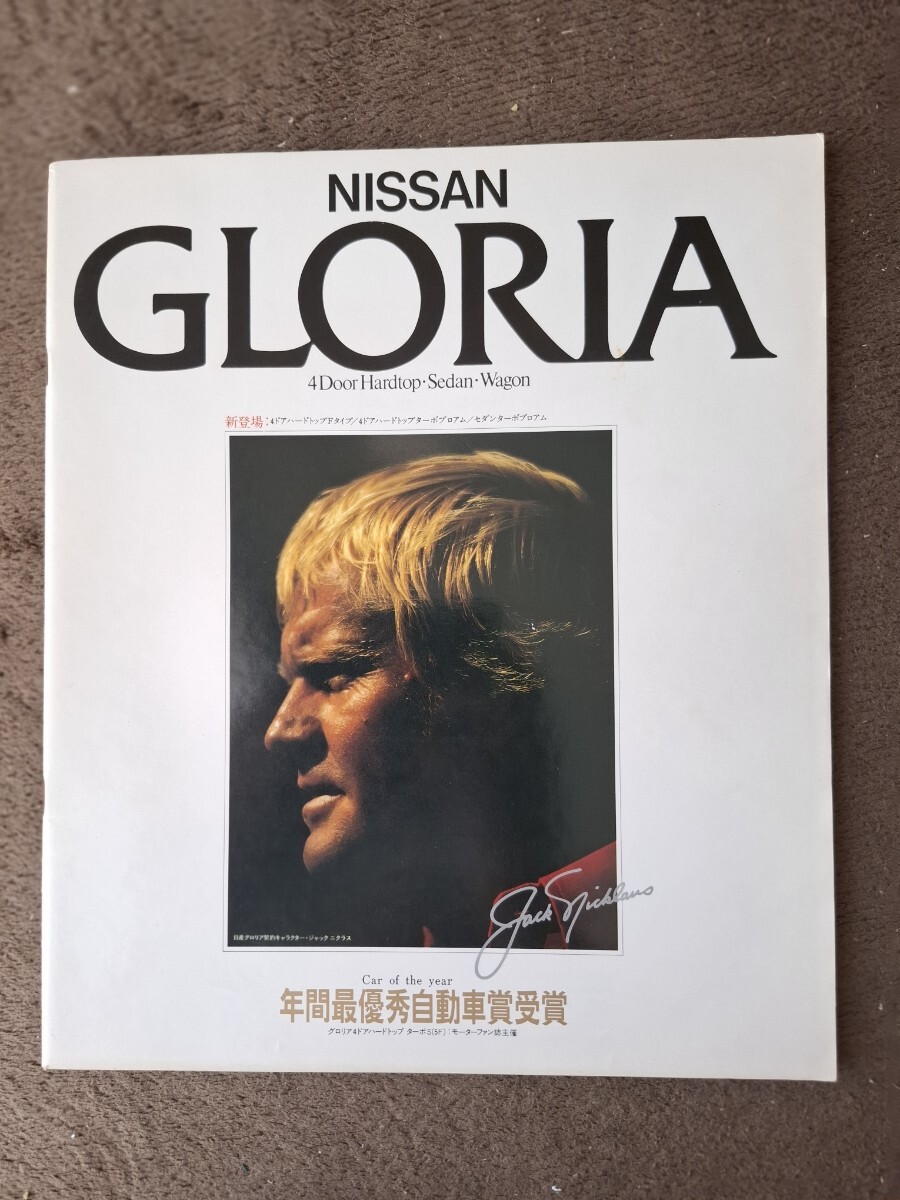 NISSAN
GLORIA
4Door Hardtop·Sedan·Wagon
新登場:4ドアハードトップFタイプ/4ドアハードトップターボプロアム/セダンターボプロアム
Jack Nicklaus
日産グロリア契約キャラクター・ジャック ニクラス
Car of the year
年間最優秀自動車賞受賞
グロリア4ドアハードトップ ターボS[5F]:モーターファン誌主催